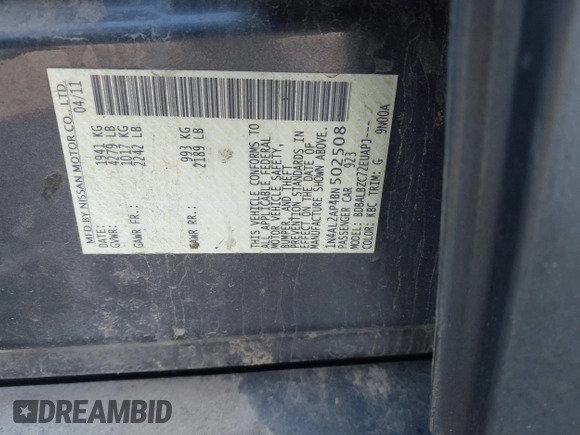 MFD BY NISSAN MOTOR CO., LTD.
DATE: 04/11
GVWR: 1941 KG
4279 LB
GAWR FR: 1017 KG
2242 LB
GAWR RR: 993 KG
2189 LB
THIS VEHICLE CONFORMS TO
ALL APPLICABLE FEDERAL
MOTOR VEHICLE SAFETY,
BUMPER, AND THEFT
PREVENTION STANDARDS IN
EFFECT ON THE DATE OF
MANUFACTURE SHOWN ABOVE.
1N4AL2AP4BN502508
PASSENGER CAR 923
MODEL: BDBALBZC7ZEUAPJ---
COLOR: KBC TRIM: G 9N00A
DREAMBID